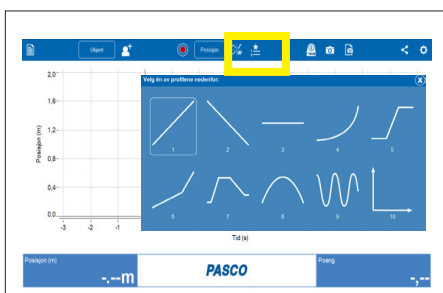 Objekt Posisjon
Velg én av profilene nedenfor:
2,0
1,6
1,2
0,8
0,4
0,0
Posisjon (m)
-3 -2 -1
1 2 3 4 5
6 7 8 9 10
Tid (s)
Posisjon (m)
-.--m
PASCO
Poeng
-,--